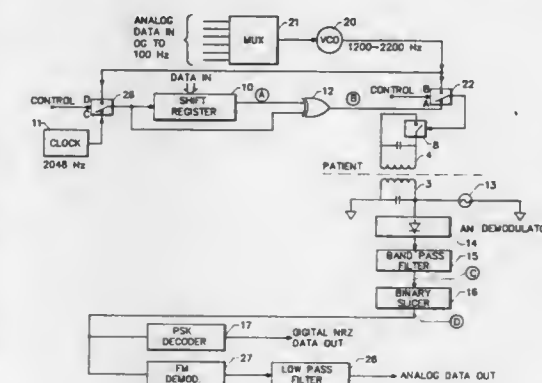 ANALOG
DATA IN
OG TO
100 Hz
MUX
21
20
VCO
1200-2200 Hz
DATA IN
10
A
12
B
CONTROL
D
C
26
SHIFT
REGISTER
CONTROL
B
A
22
11
CLOCK
2048 Hz
8
4
PATIENT
3
13
AM DEMODULATO
14
BAND PASS
FILTER
15
C
BINARY
SLICER
16
D
PSK
DECODER
17
DIGITAL NRZ
DATA OUT
FM
DEMOD.
27
LOW PASS
FILTER
28
ANALOG DATA OUT